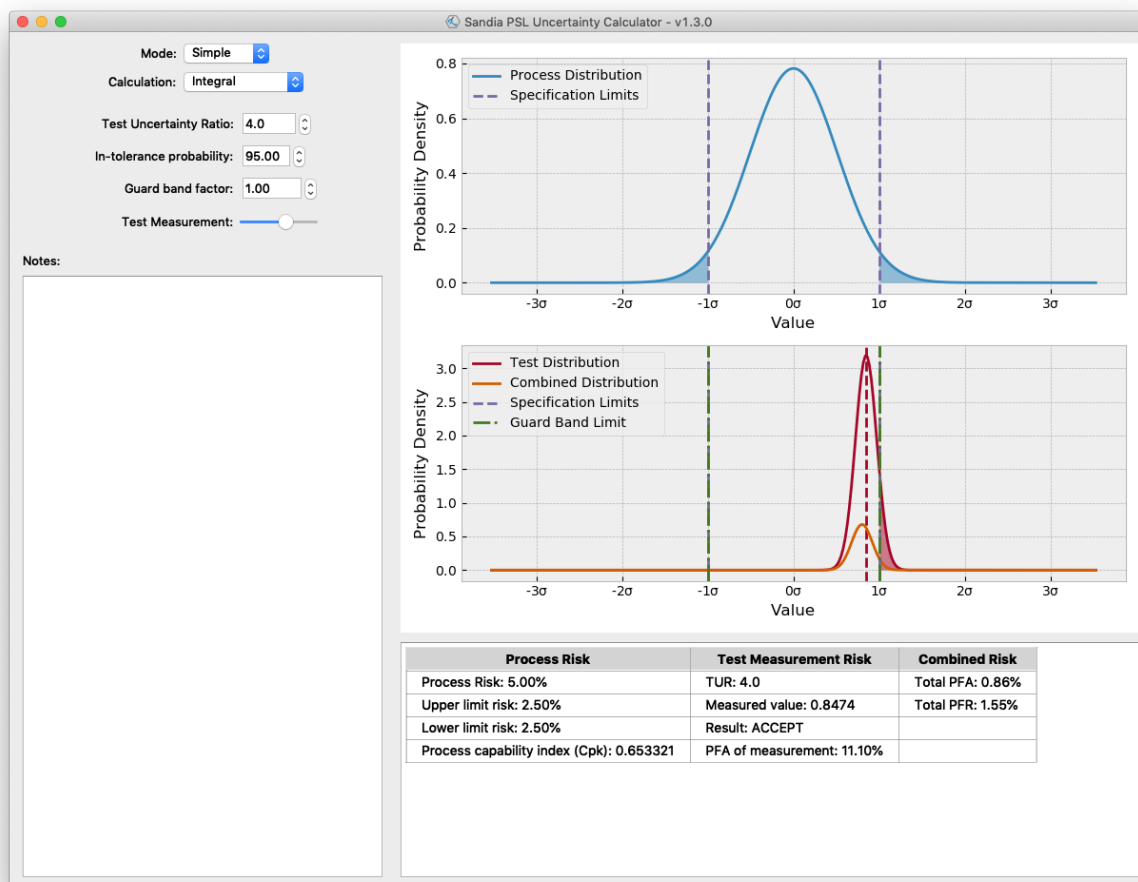 Sandia PSL Uncertainty Calculator - v1.3.0
Mode: Simple
Calculation: Integral
Test Uncertainty Ratio: 4.0
In-tolerance probability: 95.00
Guard band factor: 1.00
Test Measurement:
Notes:
Process Distribution
Specification Limits
Probability Density
0.8
0.6
0.4
0.2
0.0
-3σ -2σ -1σ 0σ 1σ 2σ 3σ
Value
Test Distribution
Combined Distribution
Specification Limits
Guard Band Limit
Probability Density
3.0
2.5
2.0
1.5
1.0
0.5
0.0
-3σ -2σ -1σ 0σ 1σ 2σ 3σ
Value
Process Risk Test Measurement Risk Combined Risk
Process Risk: 5.00% TUR: 4.0 Total PFA: 0.86%
Upper limit risk: 2.50% Measured value: 0.8474 Total PFR: 1.55%
Lower limit risk: 2.50% Result: ACCEPT
Process capability index (Cpk): 0.653321 PFA of measurement: 11.10%